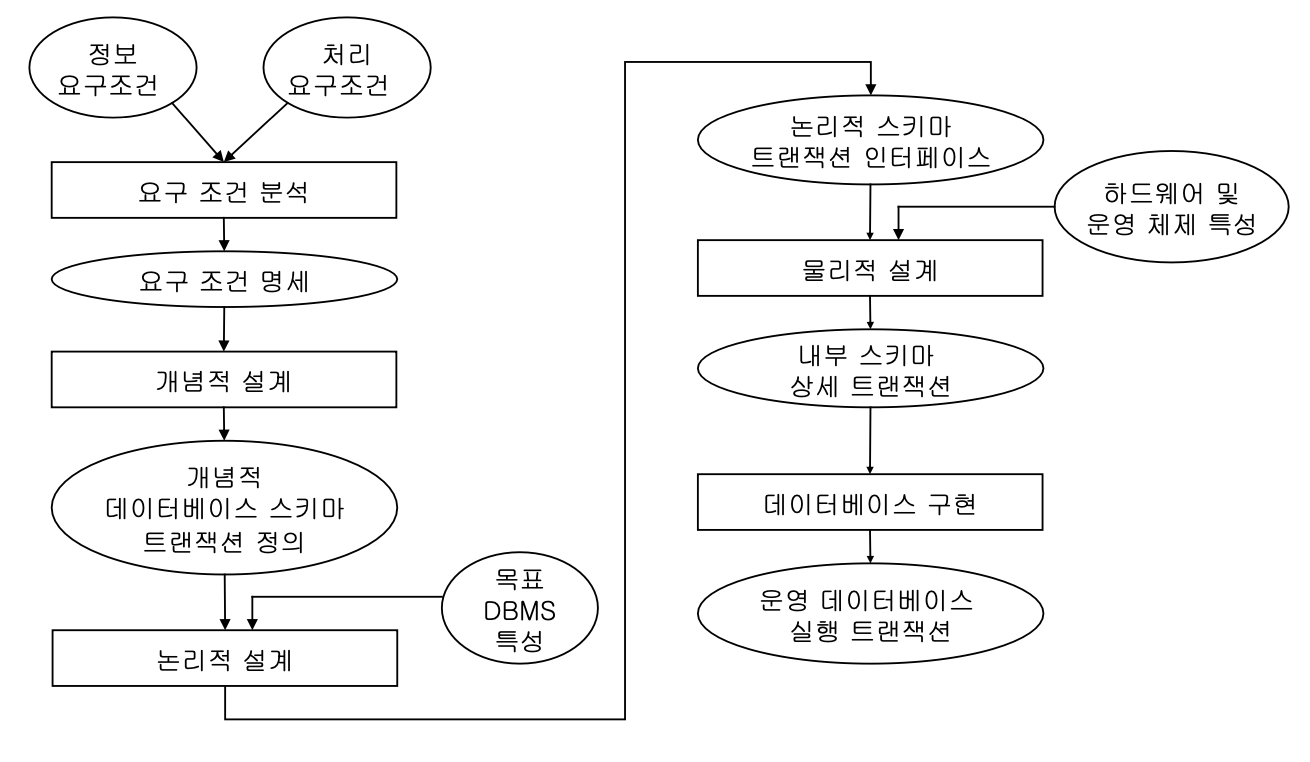 정보
요구조건
처리
요구조건
요구 조건 분석
요구 조건 명세
개념적 설계
개념적
데이터베이스 스키마
트랜잭션 정의
목표
DBMS
특성
논리적 설계
논리적 스키마
트랜잭션 인터페이스
하드웨어 및
운영 체제 특성
물리적 설계
내부 스키마
상세 트랜잭션
데이터베이스 구현
운영 데이터베이스
실행 트랜잭션